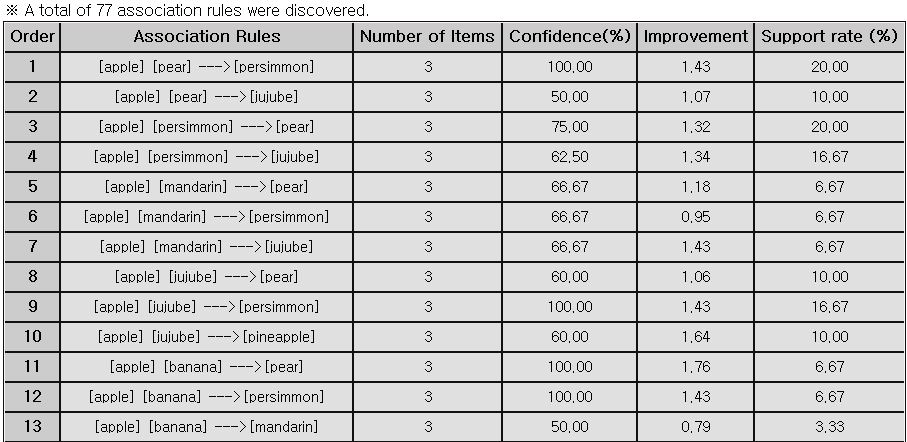 ※ A total of 77 association rules were discovered.
Order Association Rules Number of Items Confidence(%) Improvement Support rate (%)
1 [apple] [pear] --->[persimmon] 3 100,00 1,43 20,00
2 [apple] [pear] --->[jujube] 3 50,00 1,07 10,00
3 [apple] [persimmon] --->[pear] 3 75,00 1,32 20,00
4 [apple] [persimmon] --->[jujube] 3 62,50 1,34 16,67
5 [apple] [mandarin] --->[pear] 3 66,67 1,18 6,67
6 [apple] [mandarin] --->[persimmon] 3 66,67 0,95 6,67
7 [apple] [mandarin] --->[jujube] 3 66,67 1,43 6,67
8 [apple] [jujube] --->[pear] 3 60,00 1,06 10,00
9 [apple] [jujube] --->[persimmon] 3 100,00 1,43 16,67
10 [apple] [jujube] --->[pineapple] 3 60,00 1,64 10,00
11 [apple] [banana] --->[pear] 3 100,00 1,76 6,67
12 [apple] [banana] --->[persimmon] 3 100,00 1,43 6,67
13 [apple] [banana] --->[mandarin] 3 50,00 0,79 3,33